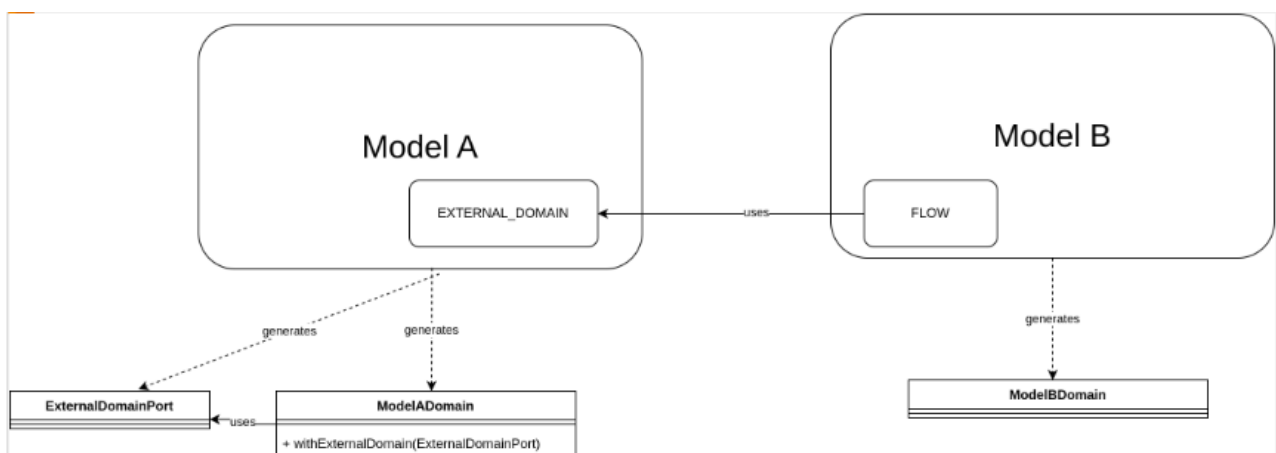 Model A
Model B
EXTERNAL_DOMAIN
uses
FLOW
generates
generates
generates
ExternalDomainPort
uses
ModelADomain
+ withExternalDomain(ExternalDomainPort)
ModelBDomain